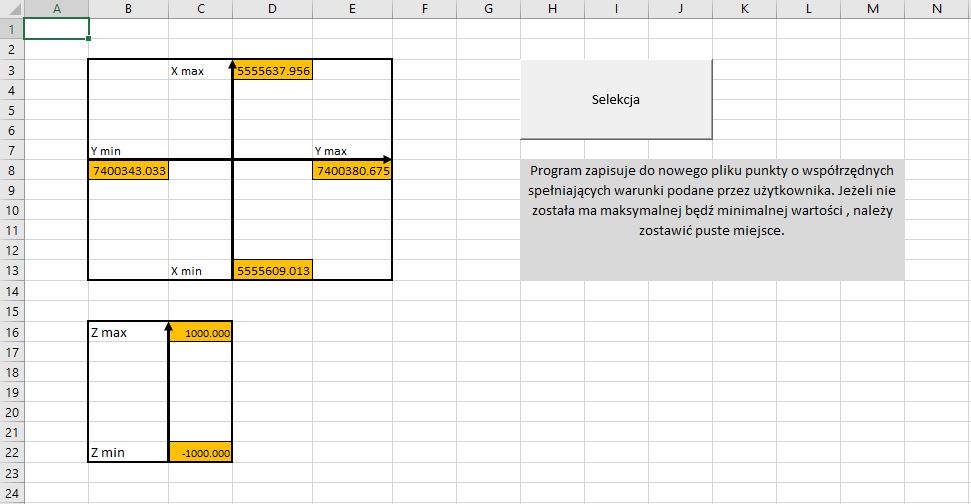 A B C D E F G H I J K L M N
1
2
3 X max 5555637.956
4 Selekcja
5
6
7 Y min Y max
8 7400343.033 7400380.675 Program zapisuje do nowego pliku punkty o współrzędnych
9 spełniających warunki podane przez użytkownika. Jeżeli nie
10 została ma maksymalnej będź minimalnej wartości , należy
11 zostawić puste miejsce.
12
13 X min 5555609.013
14
15
16 Z max 1000.000
17
18
19
20
21
22 Z min -1000.000
23
24